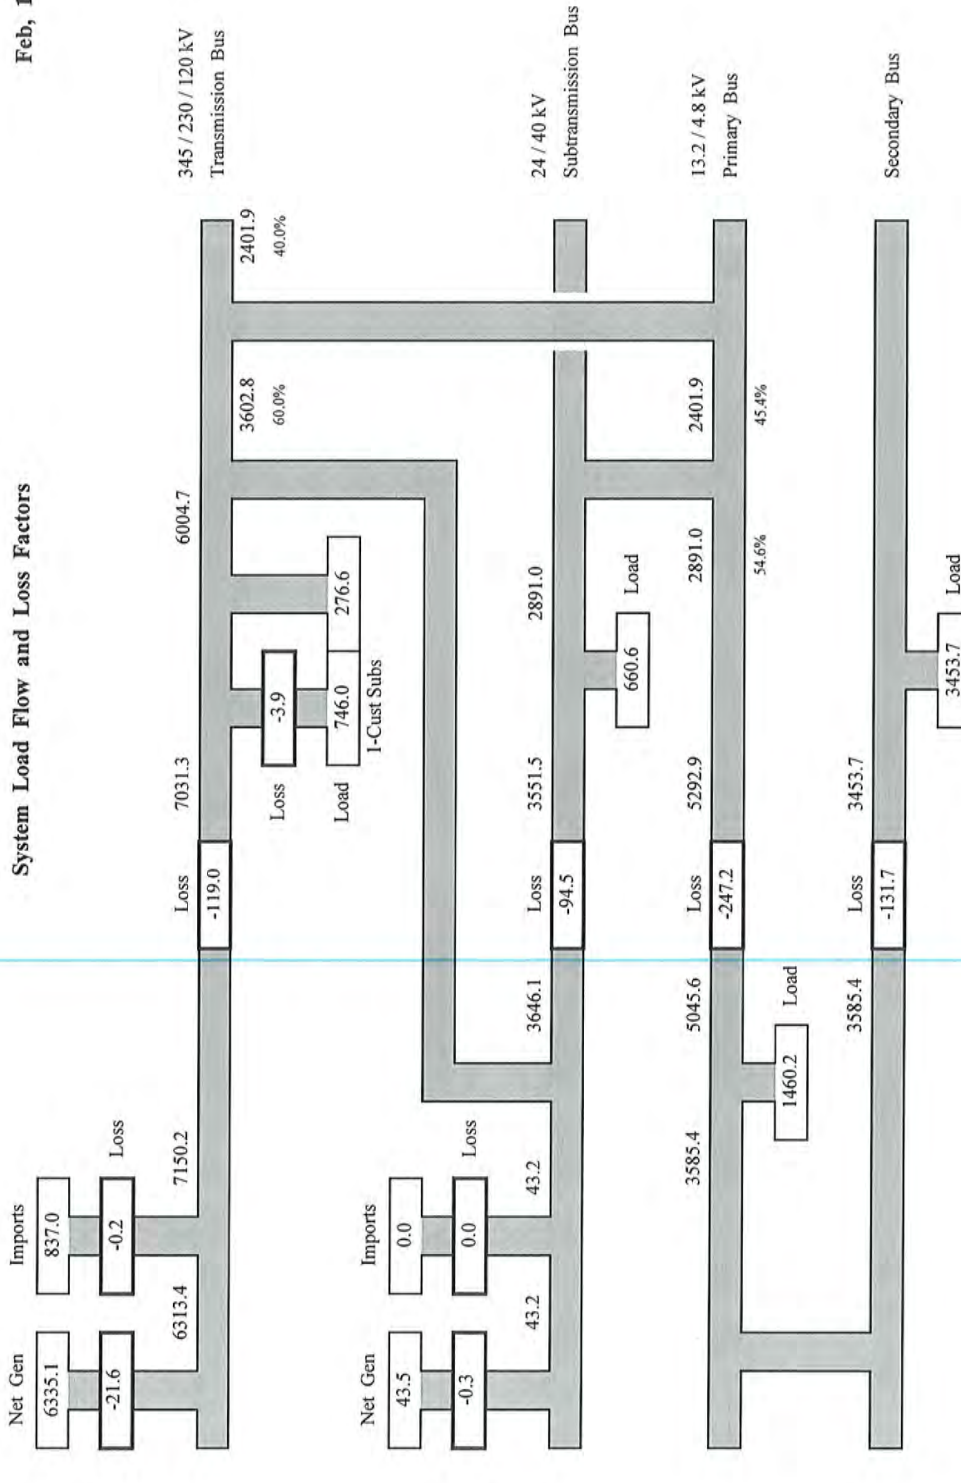 System Load Flow and Loss Factors
Feb, 1
Net Gen
Imports
6335.1
837.0
-21.6
-0.2
Loss
6313.4
7150.2
Loss
-119.0
7031.3
6004.7
345 / 230 / 120 kV
Transmission Bus
3602.8
60.0%
2401.9
40.0%
Loss
-3.9
Load
746.0
276.6
1-Cust Subs
Net Gen
Imports
43.5
0.0
-0.3
0.0
Loss
43.2
43.2
3646.1
Loss
-94.5
3551.5
2891.0
24 / 40 kV
Subtransmission Bus
660.6
Load
3585.4
5045.6
Loss
-247.2
5292.9
2891.0
2401.9
54.6%
45.4%
13.2 / 4.8 kV
Primary Bus
1460.2
Load
3585.4
Loss
-131.7
3453.7
Secondary Bus
3453.7
Load